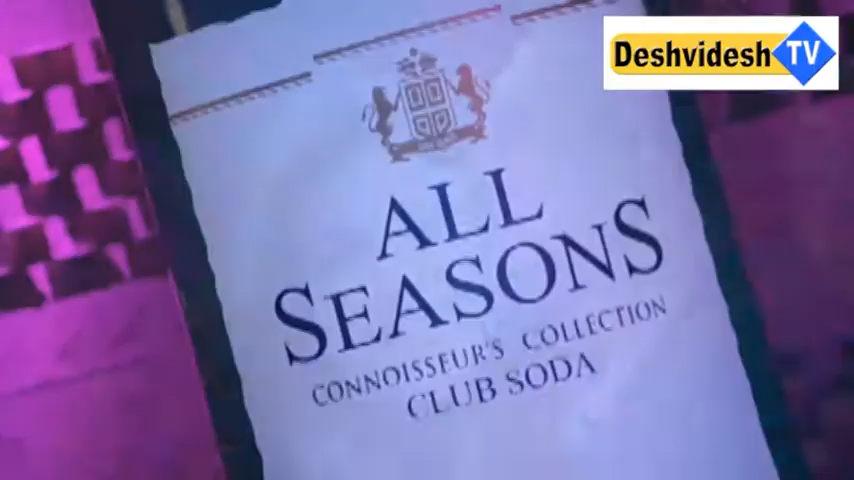 Deshvidesh TV
ALL
SEASONS
CONNOISSEUR'S COLLECTION
CLUB SODA